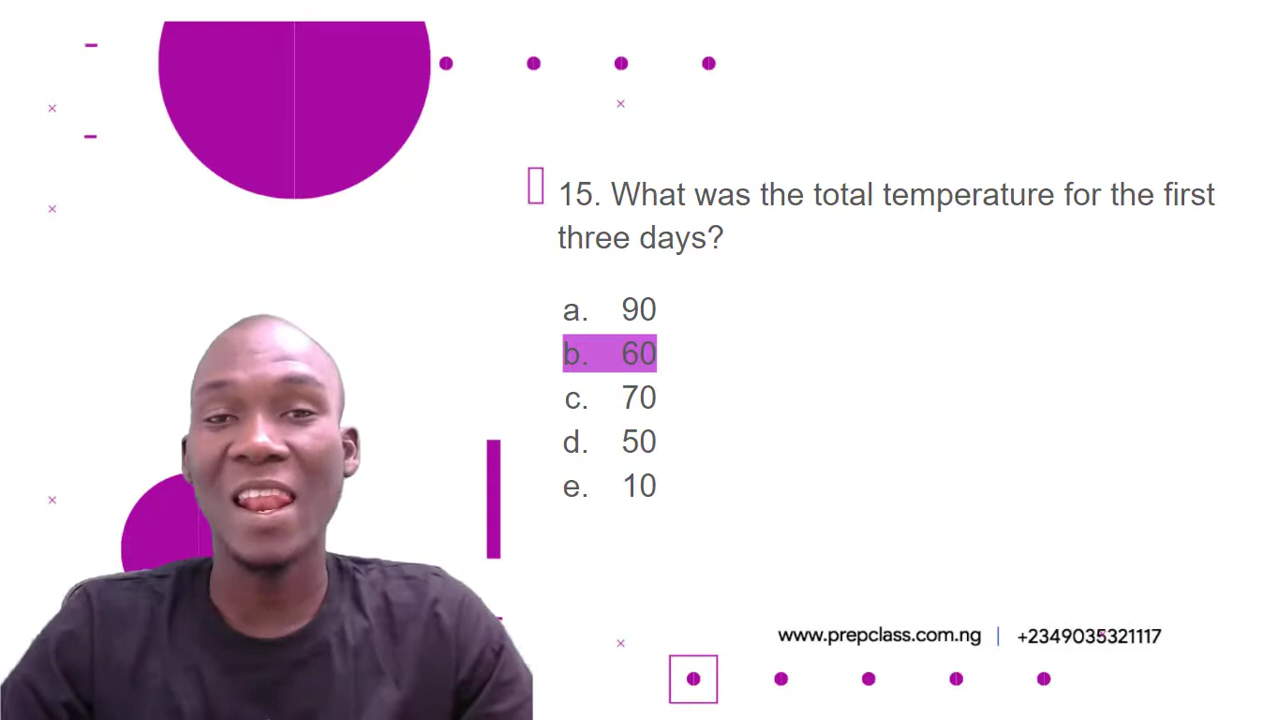 15. What was the total temperature for the first
three days?
a. 90
b. 60
c. 70
d. 50
e. 10
www.prepclass.com.ng | +2349035321117